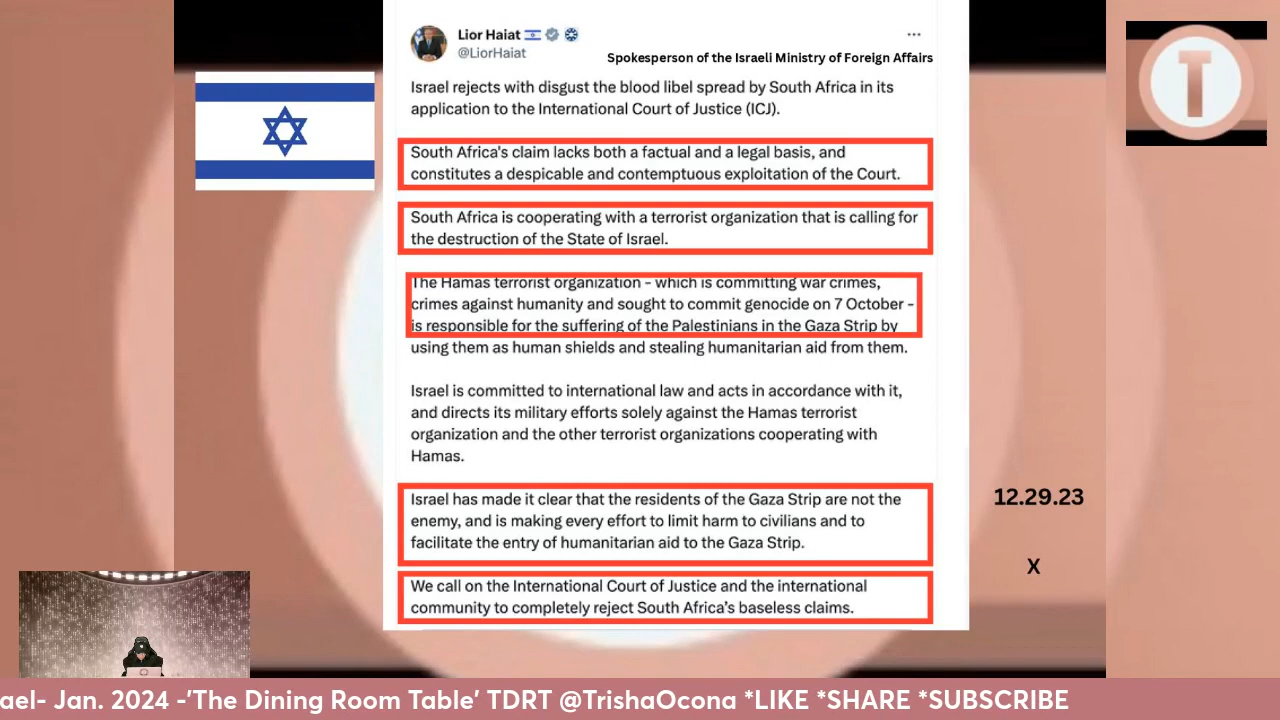 Lior Haiat
@LiorHaiat
...
Spokesperson of the Israeli Ministry of Foreign Affairs
Israel rejects with disgust the blood libel spread by South Africa in its
application to the International Court of Justice (ICJ).
South Africa's claim lacks both a factual and a legal basis, and
constitutes a despicable and contemptuous exploitation of the Court.
South Africa is cooperating with a terrorist organization that is calling for
the destruction of the State of Israel.
The Hamas terrorist organization - which is committing war crimes,
crimes against humanity and sought to commit genocide on 7 October -
is responsible for the suffering of the Palestinians in the Gaza Strip by
using them as human shields and stealing humanitarian aid from them.
Israel is committed to international law and acts in accordance with it,
and directs its military efforts solely against the Hamas terrorist
organization and the other terrorist organizations cooperating with
Hamas.
Israel has made it clear that the residents of the Gaza Strip are not the
enemy, and is making every effort to limit harm to civilians and to
facilitate the entry of humanitarian aid to the Gaza Strip.
We call on the International Court of Justice and the international
community to completely reject South Africa's baseless claims.
T
12.29.23
X
ael- Jan. 2024 -'The Dining Room Table' TDRT @TrishaOcona *LIKE *SHARE *SUBSCRIBE